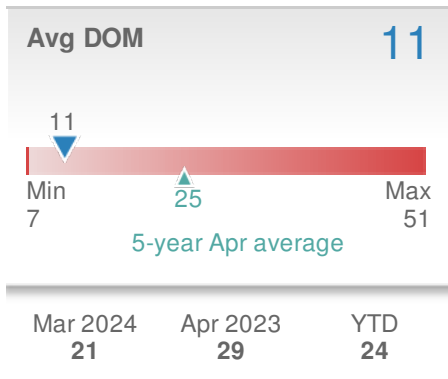 Avg DOM 11
11
Min Max
7 25 51
5-year Apr average
Mar 2024 Apr 2023 YTD
21 29 24